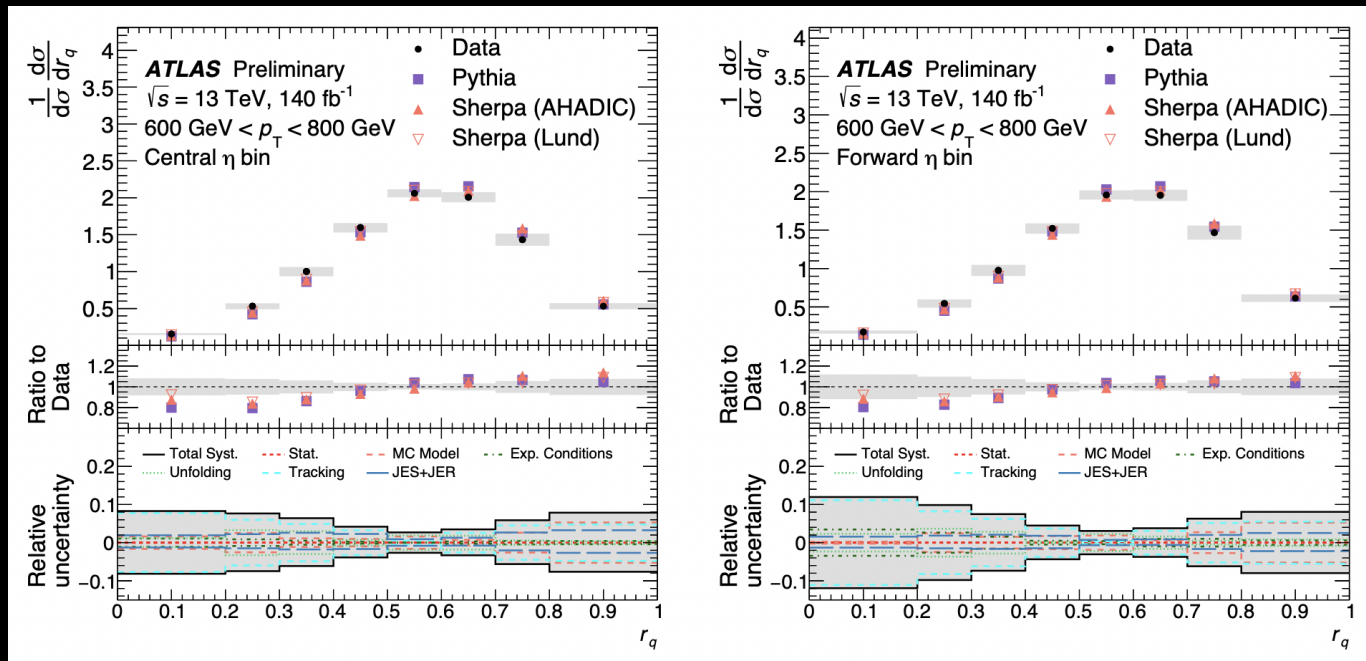 1 dσ
dσ drq
4
3.5
3
2.5
2
1.5
1
0.5
ATLAS Preliminary
√s = 13 TeV, 140 fb-1
600 GeV < pT < 800 GeV
Central η bin
Data
Pythia
Sherpa (AHADIC)
Sherpa (Lund)
Ratio to
Data
1.2
1
0.8
Relative
uncertainty
0.2
0.1
0
−0.1
Total Syst. Stat. MC Model Exp. Conditions
Unfolding Tracking JES+JER
0 0.1 0.2 0.3 0.4 0.5 0.6 0.7 0.8 0.9 1
rq
1 dσ
dσ drq
4
3.5
3
2.5
2
1.5
1
0.5
ATLAS Preliminary
√s = 13 TeV, 140 fb-1
600 GeV < pT < 800 GeV
Forward η bin
Data
Pythia
Sherpa (AHADIC)
Sherpa (Lund)
Ratio to
Data
1.2
1
0.8
Relative
uncertainty
0.2
0.1
0
−0.1
Total Syst. Stat. MC Model Exp. Conditions
Unfolding Tracking JES+JER
0 0.1 0.2 0.3 0.4 0.5 0.6 0.7 0.8 0.9 1
rq